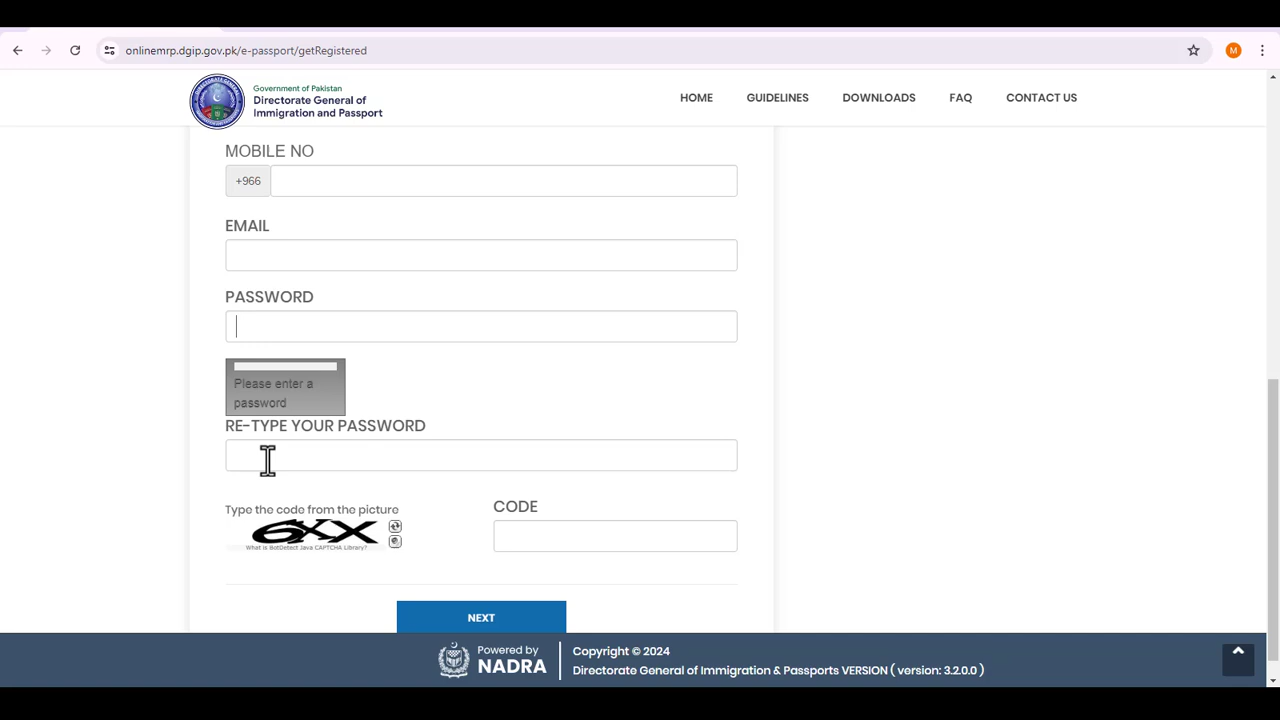 onlinemrp.dgip.gov.pk/e-passport/getRegistered
M
Government of Pakistan
Directorate General of
Immigration and Passport
HOME
GUIDELINES
DOWNLOADS
FAQ
CONTACT US
MOBILE NO
+966
EMAIL
PASSWORD
Please enter a
password
RE-TYPE YOUR PASSWORD
Type the code from the picture
6XX
What is BotDetect Java CAPTCHA Library?
CODE
NEXT
Powered by
NADRA
Copyright © 2024
Directorate General of Immigration & Passports VERSION ( version: 3.2.0.0 )